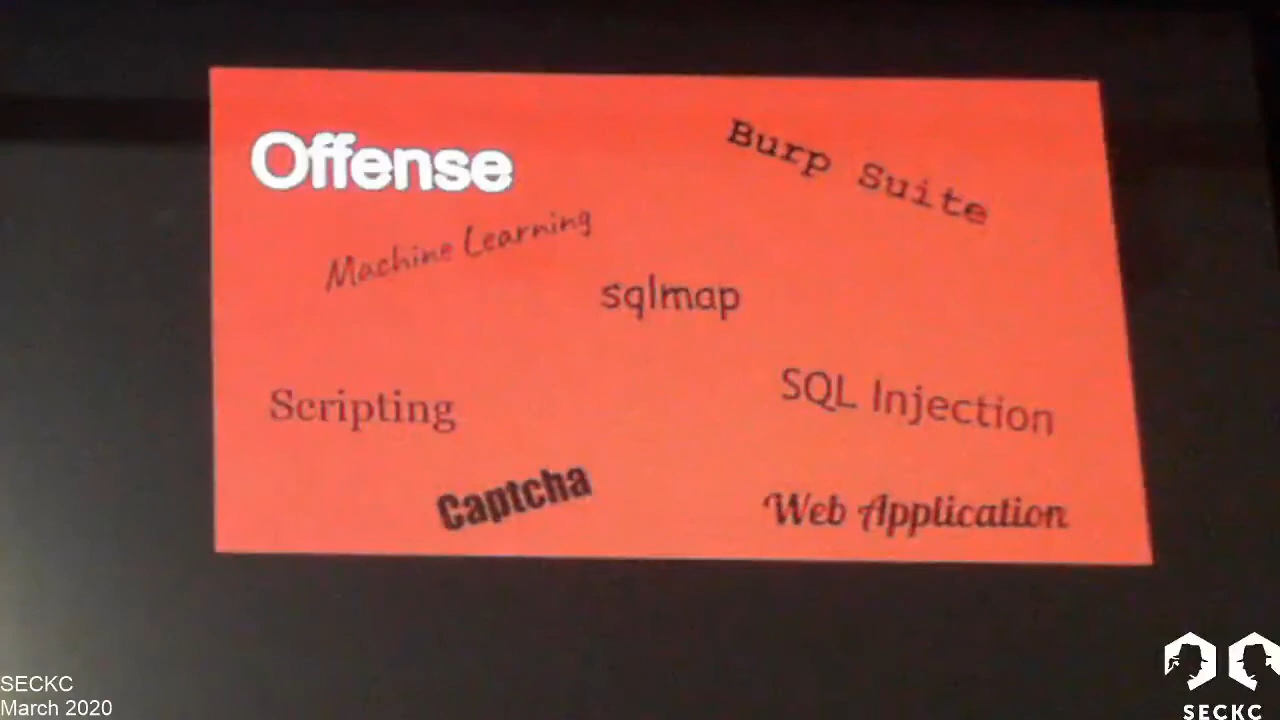 Offense
Burp Suite
Machine Learning
sqlmap
Scripting
SQL Injection
Captcha
Web Application
SECKC
March 2020
SECKC